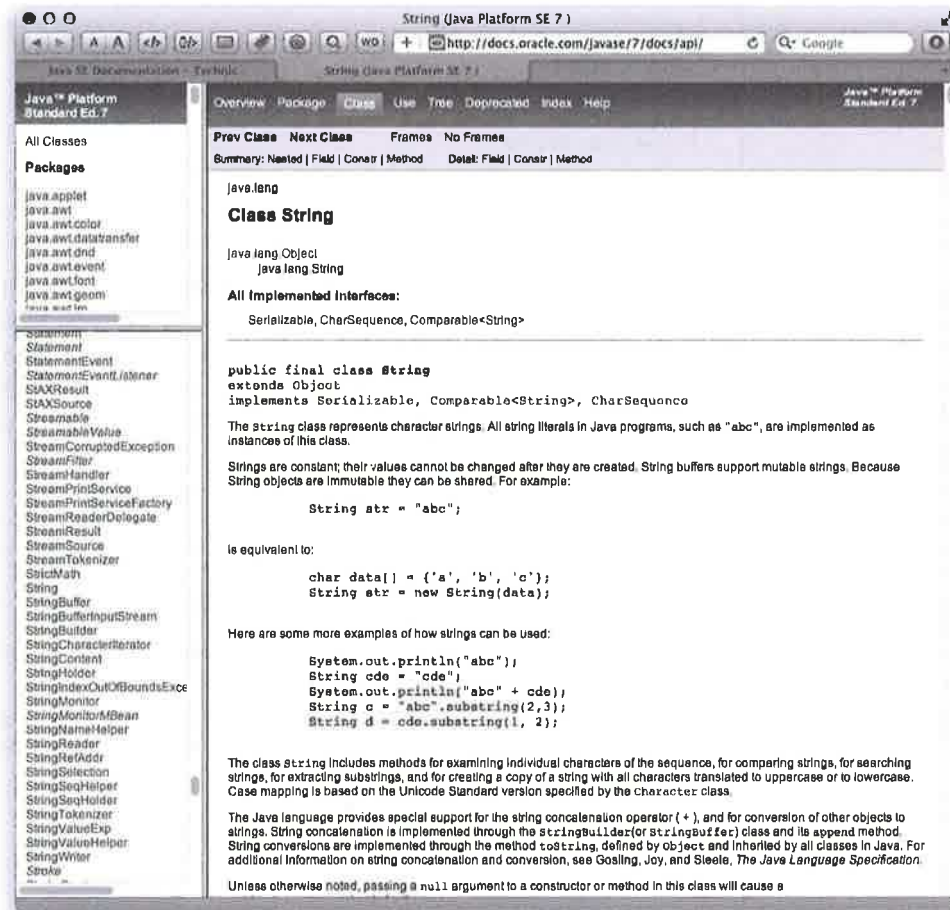 String (Java Platform SE 7 )
A A </> WO + http://docs.oracle.com/javase/7/docs/api/ C Q- Google
Java SE Documentation – Technic String (Java Platform SE 7 )
Java™ Platform
Standard Ed. 7
All Classes
Packages
java.applet
java.awt
java.awt.color
java.awt.datatransfer
java.awt.dnd
java.awt.event
java.awt.font
java.awt.geom
java.awt.im
Statement
Statement
StatementEvent
StatementEventListener
StAXResult
StAXSource
Streamable
StreamableValue
StreamCorruptedException
StreamFilter
StreamHandler
StreamPrintService
StreamPrintServiceFactory
StreamReaderDelegate
StreamResult
StreamSource
StreamTokenizer
StrictMath
String
StringBuffer
StringBufferInputStream
StringBuilder
StringCharacterIterator
StringContent
StringHolder
StringIndexOutOfBoundsExce
StringMonitor
StringMonitorMBean
StringNameHelper
StringReader
StringRefAddr
StringSelection
StringSeqHelper
StringSeqHolder
StringTokenizer
StringValueExp
StringValueHelper
StringWriter
Stroke
Overview Package Class Use Tree Deprecated Index Help
Java™ Platform
Standard Ed. 7
Prev Class Next Class Frames No Frames
Summary: Nested | Field | Constr | Method Detail: Field | Constr | Method
java.lang
Class String
java.lang.Object
java.lang.String
All Implemented Interfaces:
Serializable, CharSequence, Comparable<String>
public final class String
extends Object
implements Serializable, Comparable<String>, CharSequence
The String class represents character strings. All string literals in Java programs, such as "abc", are implemented as
instances of this class.
Strings are constant; their values cannot be changed after they are created. String buffers support mutable strings. Because
String objects are immutable they can be shared. For example:
String str = "abc";
is equivalent to:
char data[] = {'a', 'b', 'c'};
String str = new String(data);
Here are some more examples of how strings can be used:
System.out.println("abc");
String cde = "cde";
System.out.println("abc" + cde);
String c = "abc".substring(2,3);
String d = cde.substring(1, 2);
The class String includes methods for examining individual characters of the sequence, for comparing strings, for searching
strings, for extracting substrings, and for creating a copy of a string with all characters translated to uppercase or to lowercase.
Case mapping is based on the Unicode Standard version specified by the Character class.
The Java language provides special support for the string concatenation operator ( + ), and for conversion of other objects to
strings. String concatenation is implemented through the StringBuilder(or StringBuffer) class and its append method.
String conversions are implemented through the method toString, defined by Object and inherited by all classes in Java. For
additional information on string concatenation and conversion, see Gosling, Joy, and Steele, The Java Language Specification.
Unless otherwise noted, passing a null argument to a constructor or method in this class will cause a